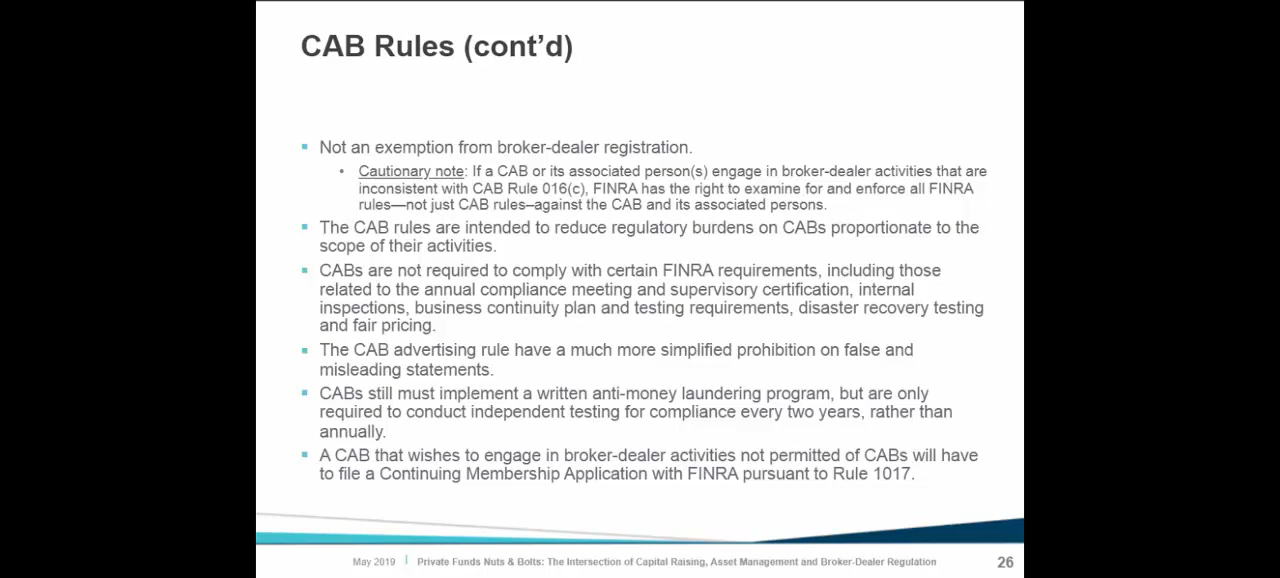 CAB Rules (cont’d)
Not an exemption from broker-dealer registration.
Cautionary note: If a CAB or its associated person(s) engage in broker-dealer activities that are
inconsistent with CAB Rule 016(c), FINRA has the right to examine for and enforce all FINRA
rules—not just CAB rules–against the CAB and its associated persons.
The CAB rules are intended to reduce regulatory burdens on CABs proportionate to the
scope of their activities.
CABs are not required to comply with certain FINRA requirements, including those
related to the annual compliance meeting and supervisory certification, internal
inspections, business continuity plan and testing requirements, disaster recovery testing
and fair pricing.
The CAB advertising rule have a much more simplified prohibition on false and
misleading statements.
CABs still must implement a written anti-money laundering program, but are only
required to conduct independent testing for compliance every two years, rather than
annually.
A CAB that wishes to engage in broker-dealer activities not permitted of CABs will have
to file a Continuing Membership Application with FINRA pursuant to Rule 1017.
May 2019 | Private Funds Nuts & Bolts: The Intersection of Capital Raising, Asset Management and Broker-Dealer Regulation 26